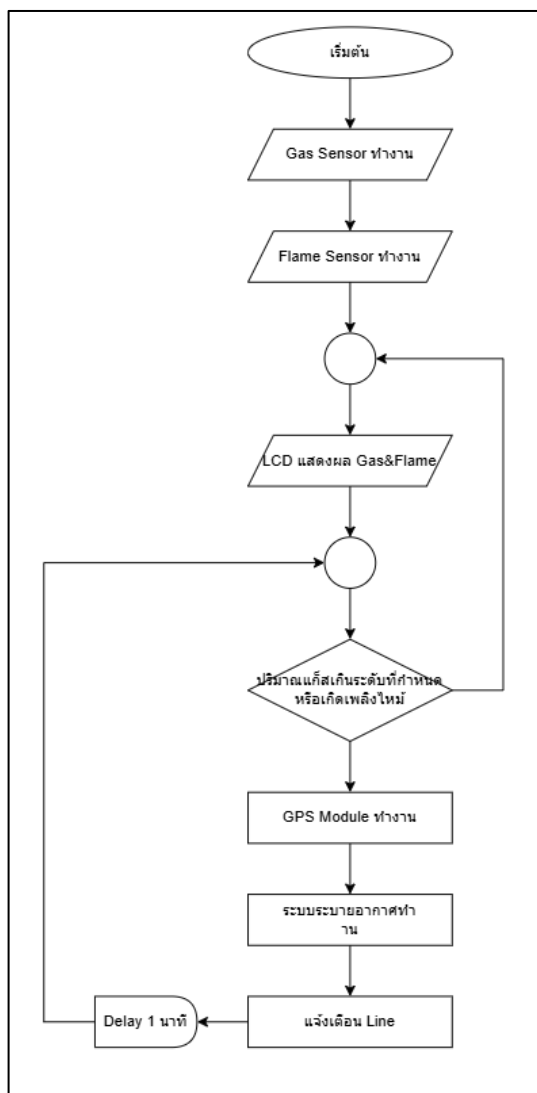 เริ่มต้น
Gas Sensor ทำงาน
Flame Sensor ทำงาน
LCD แสดงผล Gas&Flame
ปริมาณแก็สเกินระดับที่กำหนด
หรือเกิดเพลิงไหม้
GPS Module ทำงาน
ระบบระบายอากาศทำ
าน
แจ้งเตือน Line
Delay 1 นาที